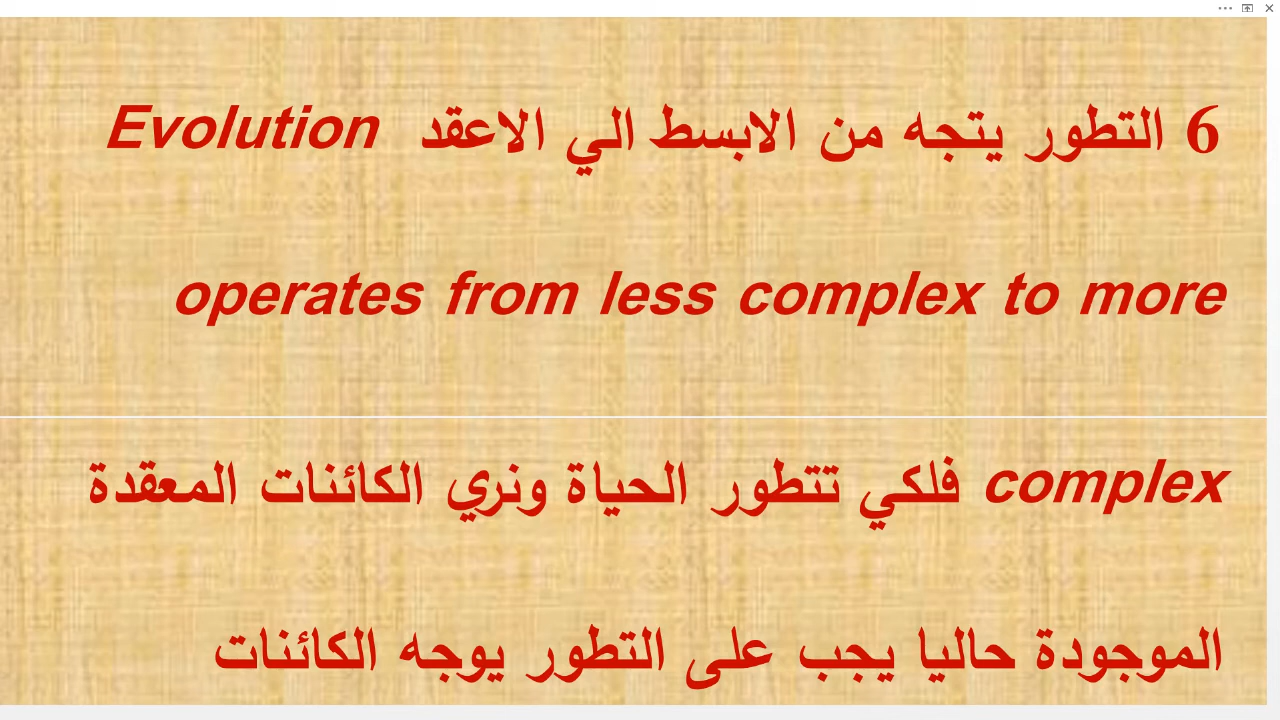 6 التطور يتجه من الابسط الي الاعقد Evolution
operates from less complex to more
complex فلكي تتطور الحياة ونري الكائنات المعقدة
الموجودة حاليا يجب على التطور يوجه الكائنات